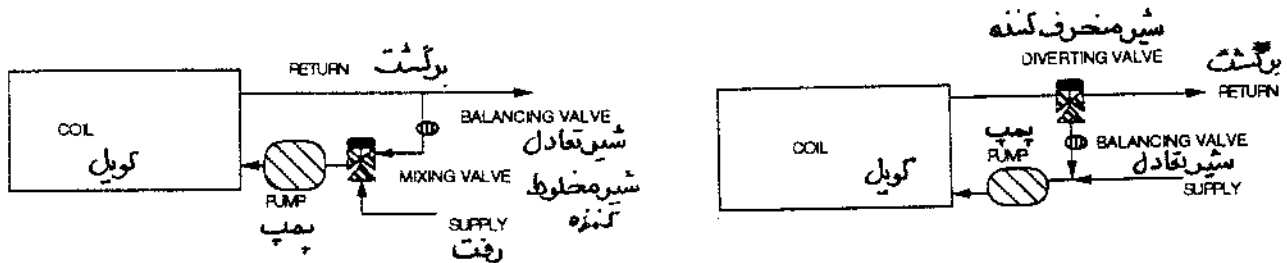 RETURN برگشت
COIL
کویل
BALANCING VALVE
شیر تعادل
MIXING VALVE
شیر مخلوط
کننده
PUMP
پمپ
SUPPLY
رفت
شیر منحرف کننده
DIVERTING VALVE
برگشت
RETURN
COIL
کویل
پمپ
PUMP
BALANCING VALVE
شیر تعادل
SUPPLY